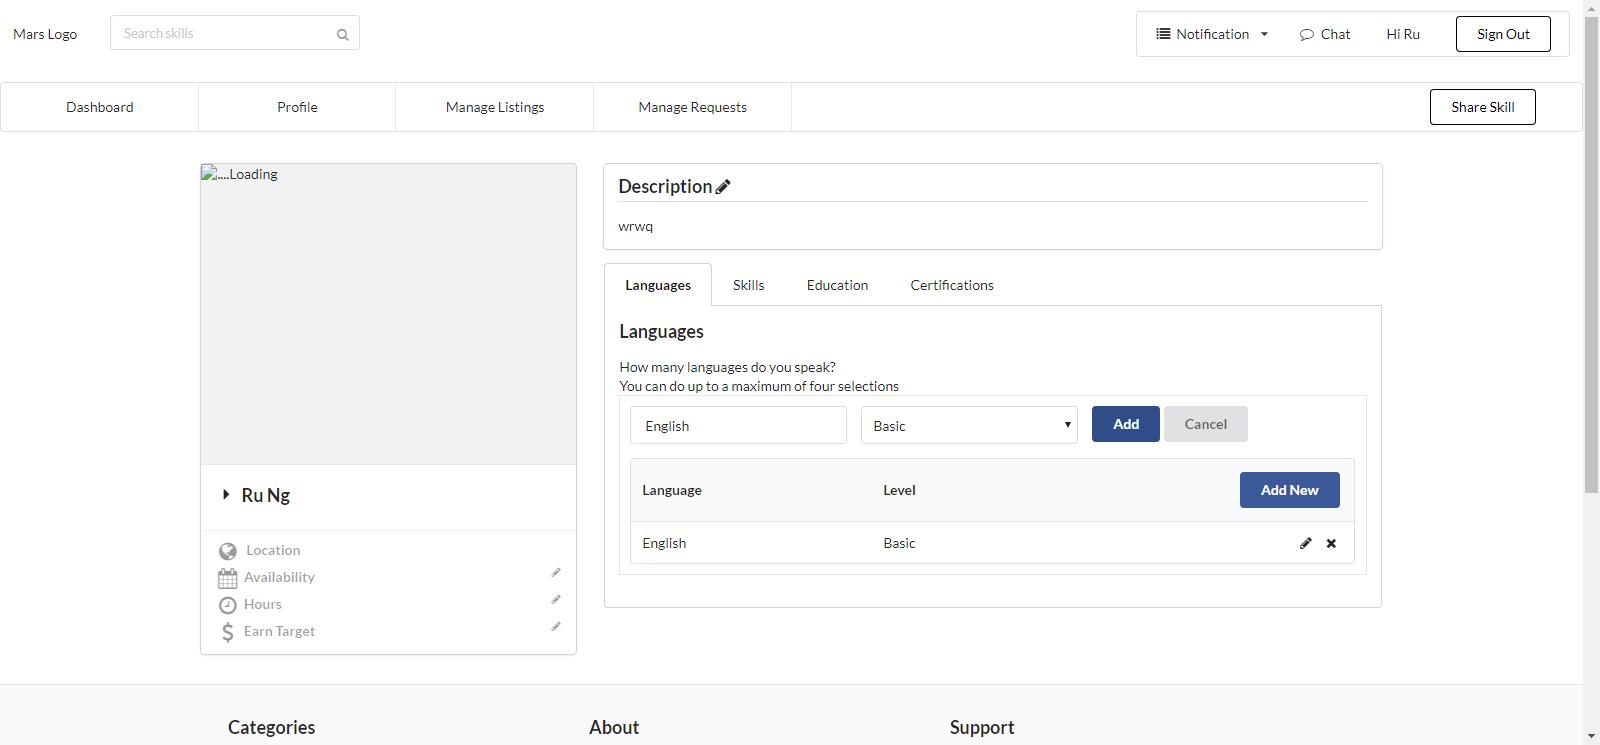 Mars Logo
Search skills
Notification
Chat
Hi Ru
Sign Out
Dashboard
Profile
Manage Listings
Manage Requests
Share Skill
....Loading
Ru Ng
Location
Availability
Hours
Earn Target
Description
wrwq
Languages
Skills
Education
Certifications
Languages
How many languages do you speak?
You can do up to a maximum of four selections
English
Basic
Add
Cancel
Language
Level
Add New
English
Basic
Categories
About
Support